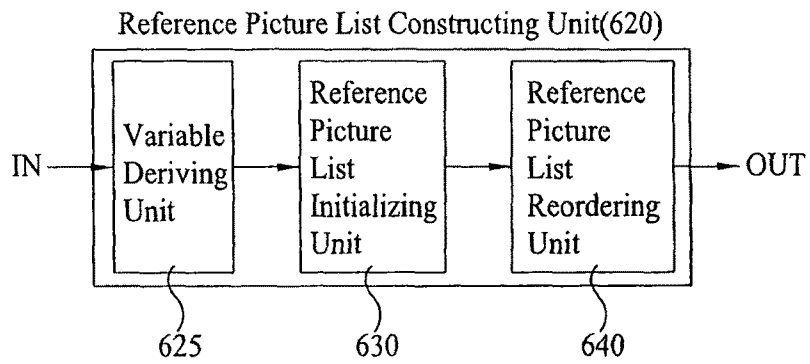 Reference Picture List Constructing Unit(620)
IN
Variable
Deriving
Unit
Reference
Picture
List
Initializing
Unit
Reference
Picture
List
Reordering
Unit
OUT
625
630
640